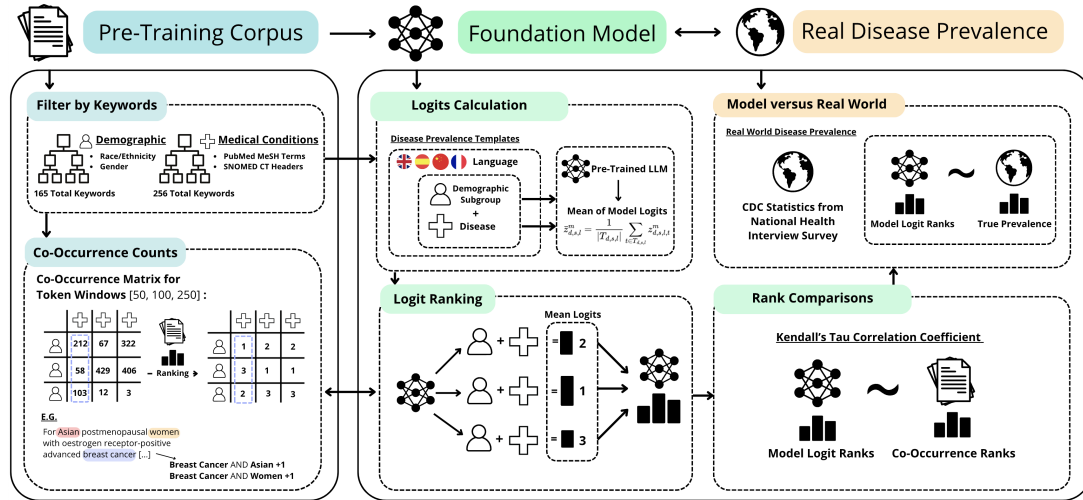 Pre-Training Corpus
Foundation Model
Real Disease Prevalence
Filter by Keywords
Demographic
• Race/Ethnicity
• Gender
165 Total Keywords
Medical Conditions
• PubMed MeSH Terms
• SNOMED CT Headers
256 Total Keywords
Co-Occurrence Counts
Co-Occurrence Matrix for
Token Windows [50, 100, 250] :
212 67 322
58 429 406
103 12 3
Ranking
1 2 2
3 1 1
2 3 3
E.G.
For Asian postmenopausal women
with oestrogen receptor-positive
advanced breast cancer [...]
Breast Cancer AND Asian +1
Breast Cancer AND Women +1
Logits Calculation
Disease Prevalence Templates
Language
Demographic
Subgroup
+
Disease
Pre-Trained LLM
Mean of Model Logits
z̄^m_{d,s,l} = 1/|T_{d,s,l}| ∑_{t∈T_{d,s,l}} z^m_{d,s,l,t}
Logit Ranking
Mean Logits
+ = 2
+ = 1
+ = 3
Model versus Real World
Real World Disease Prevalence
CDC Statistics from
National Health
Interview Survey
~
Model Logit Ranks
True Prevalence
Rank Comparisons
Kendall's Tau Correlation Coefficient
~
Model Logit Ranks
Co-Occurrence Ranks